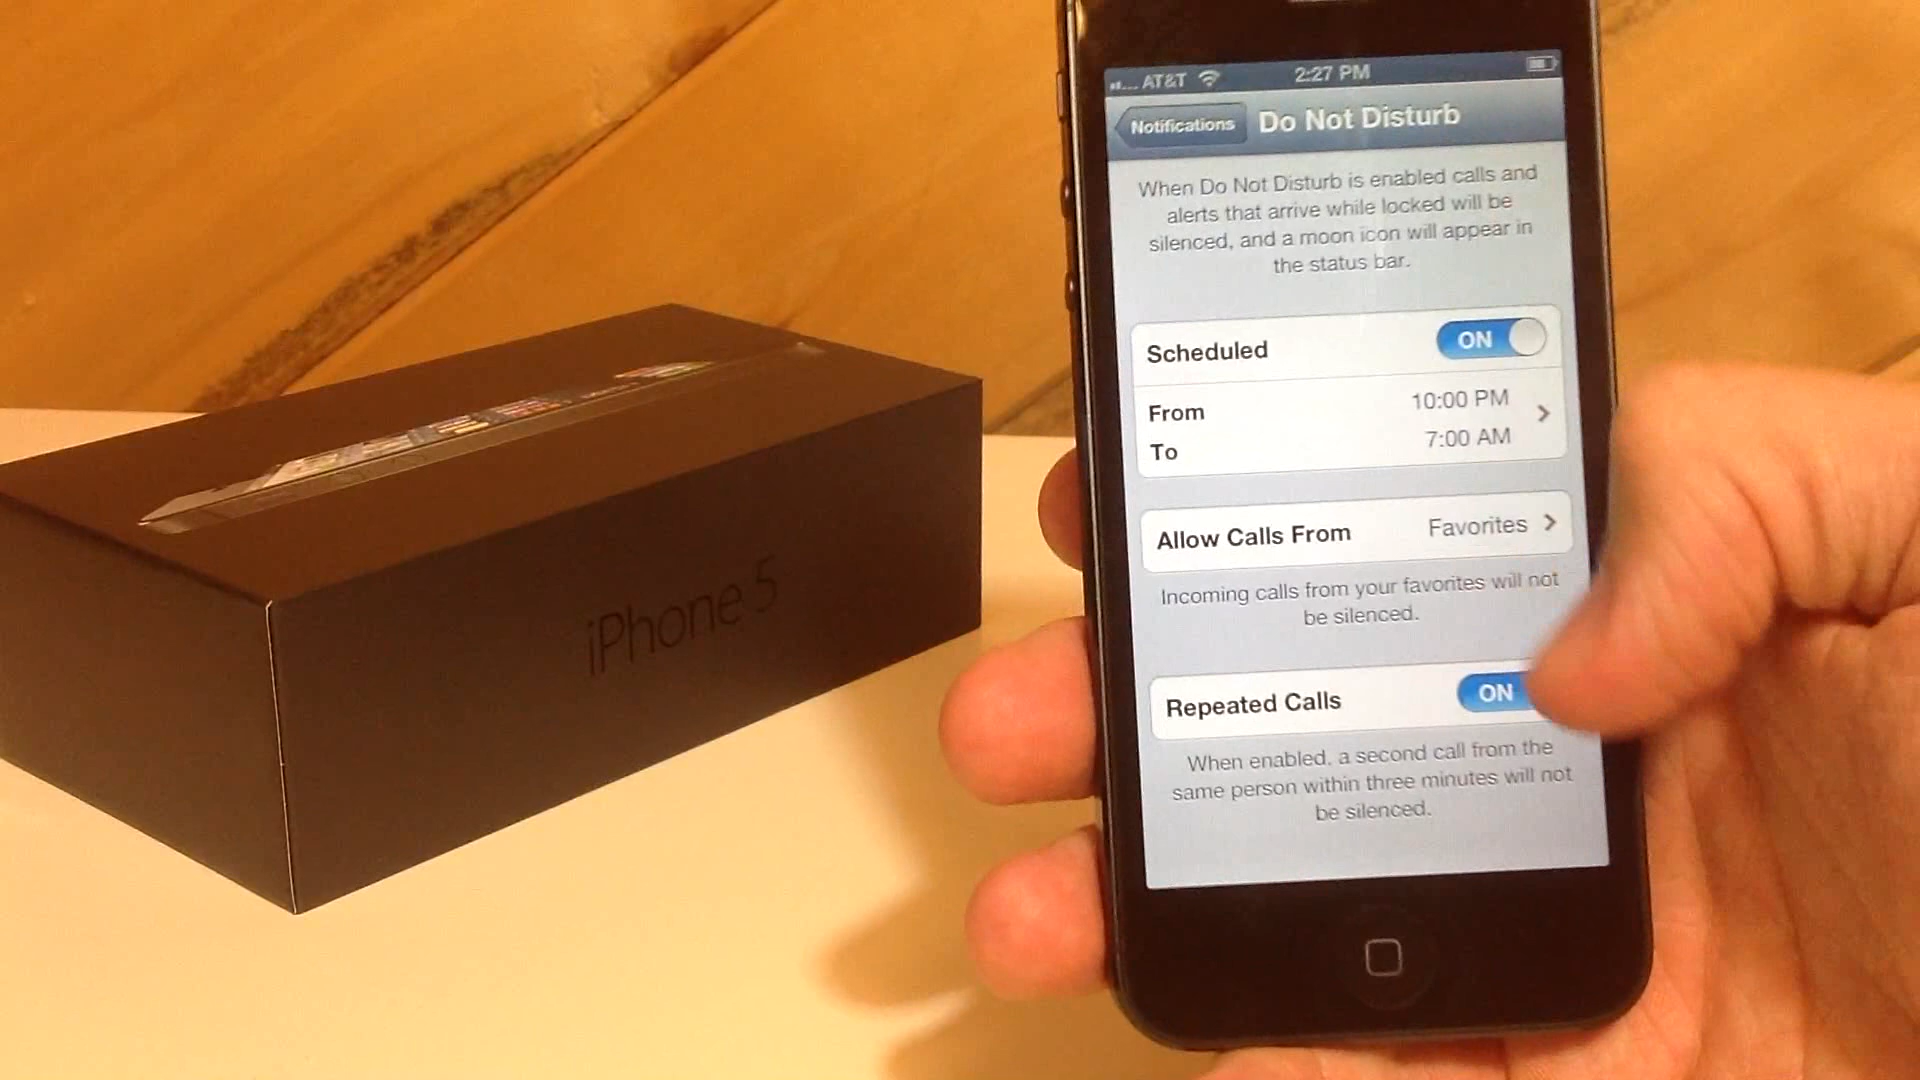 AT&T 2:27 PM
Notifications Do Not Disturb
When Do Not Disturb is enabled calls and
alerts that arrive while locked will be
silenced, and a moon icon will appear in
the status bar.
Scheduled ON
From 10:00 PM
To 7:00 AM
Allow Calls From Favorites
Incoming calls from your favorites will not
be silenced.
Repeated Calls ON
When enabled, a second call from the
same person within three minutes will not
be silenced.
iPhone 5